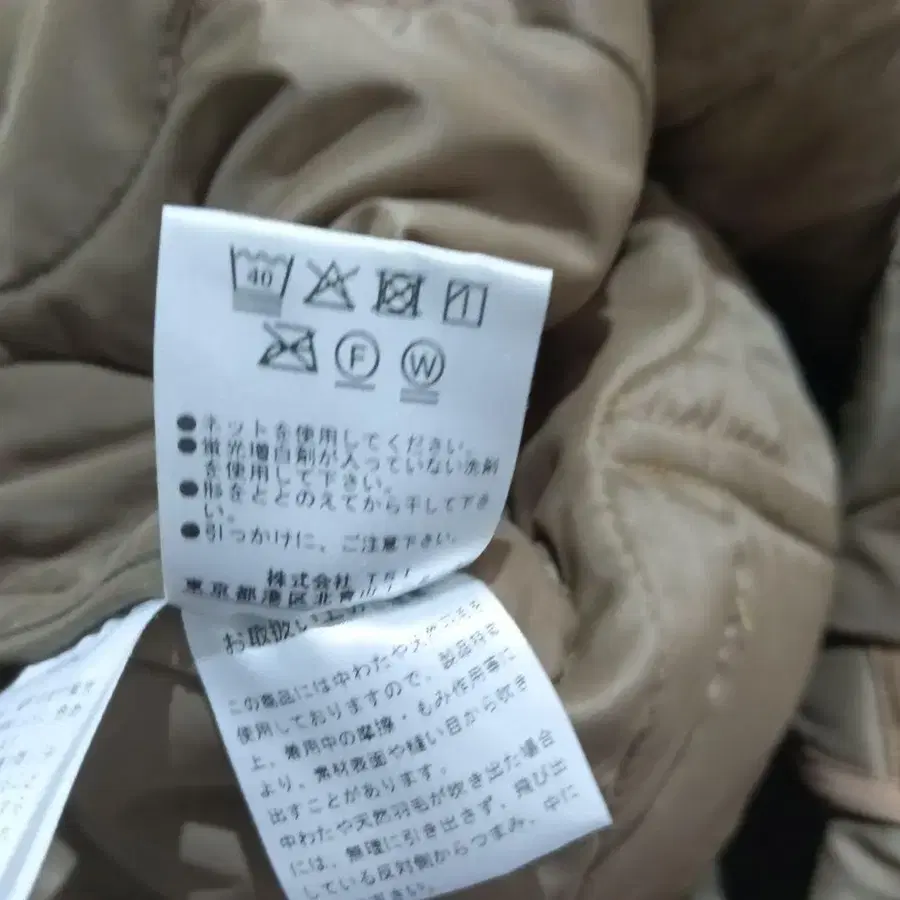 40
F W
●ネットを使用してください。
●蛍光増白剤が入っていない洗剤
を使用して下さい。
●形をととのえてから干して下さ
い。
●引っかけに、ご注意下さい。
株式会社
東京都港区北青山
お取扱い上の
この商品には中わたや天然羽毛を
使用しておりますので、製品特定
上、着用中の摩擦・もみ作用等に
より、素材表面や縫い目から吹き
出すことがあります。
中わたや天然羽毛が吹き出た場合
には、無理に引き出さず、飛び出
している反対側からつまみ、中に